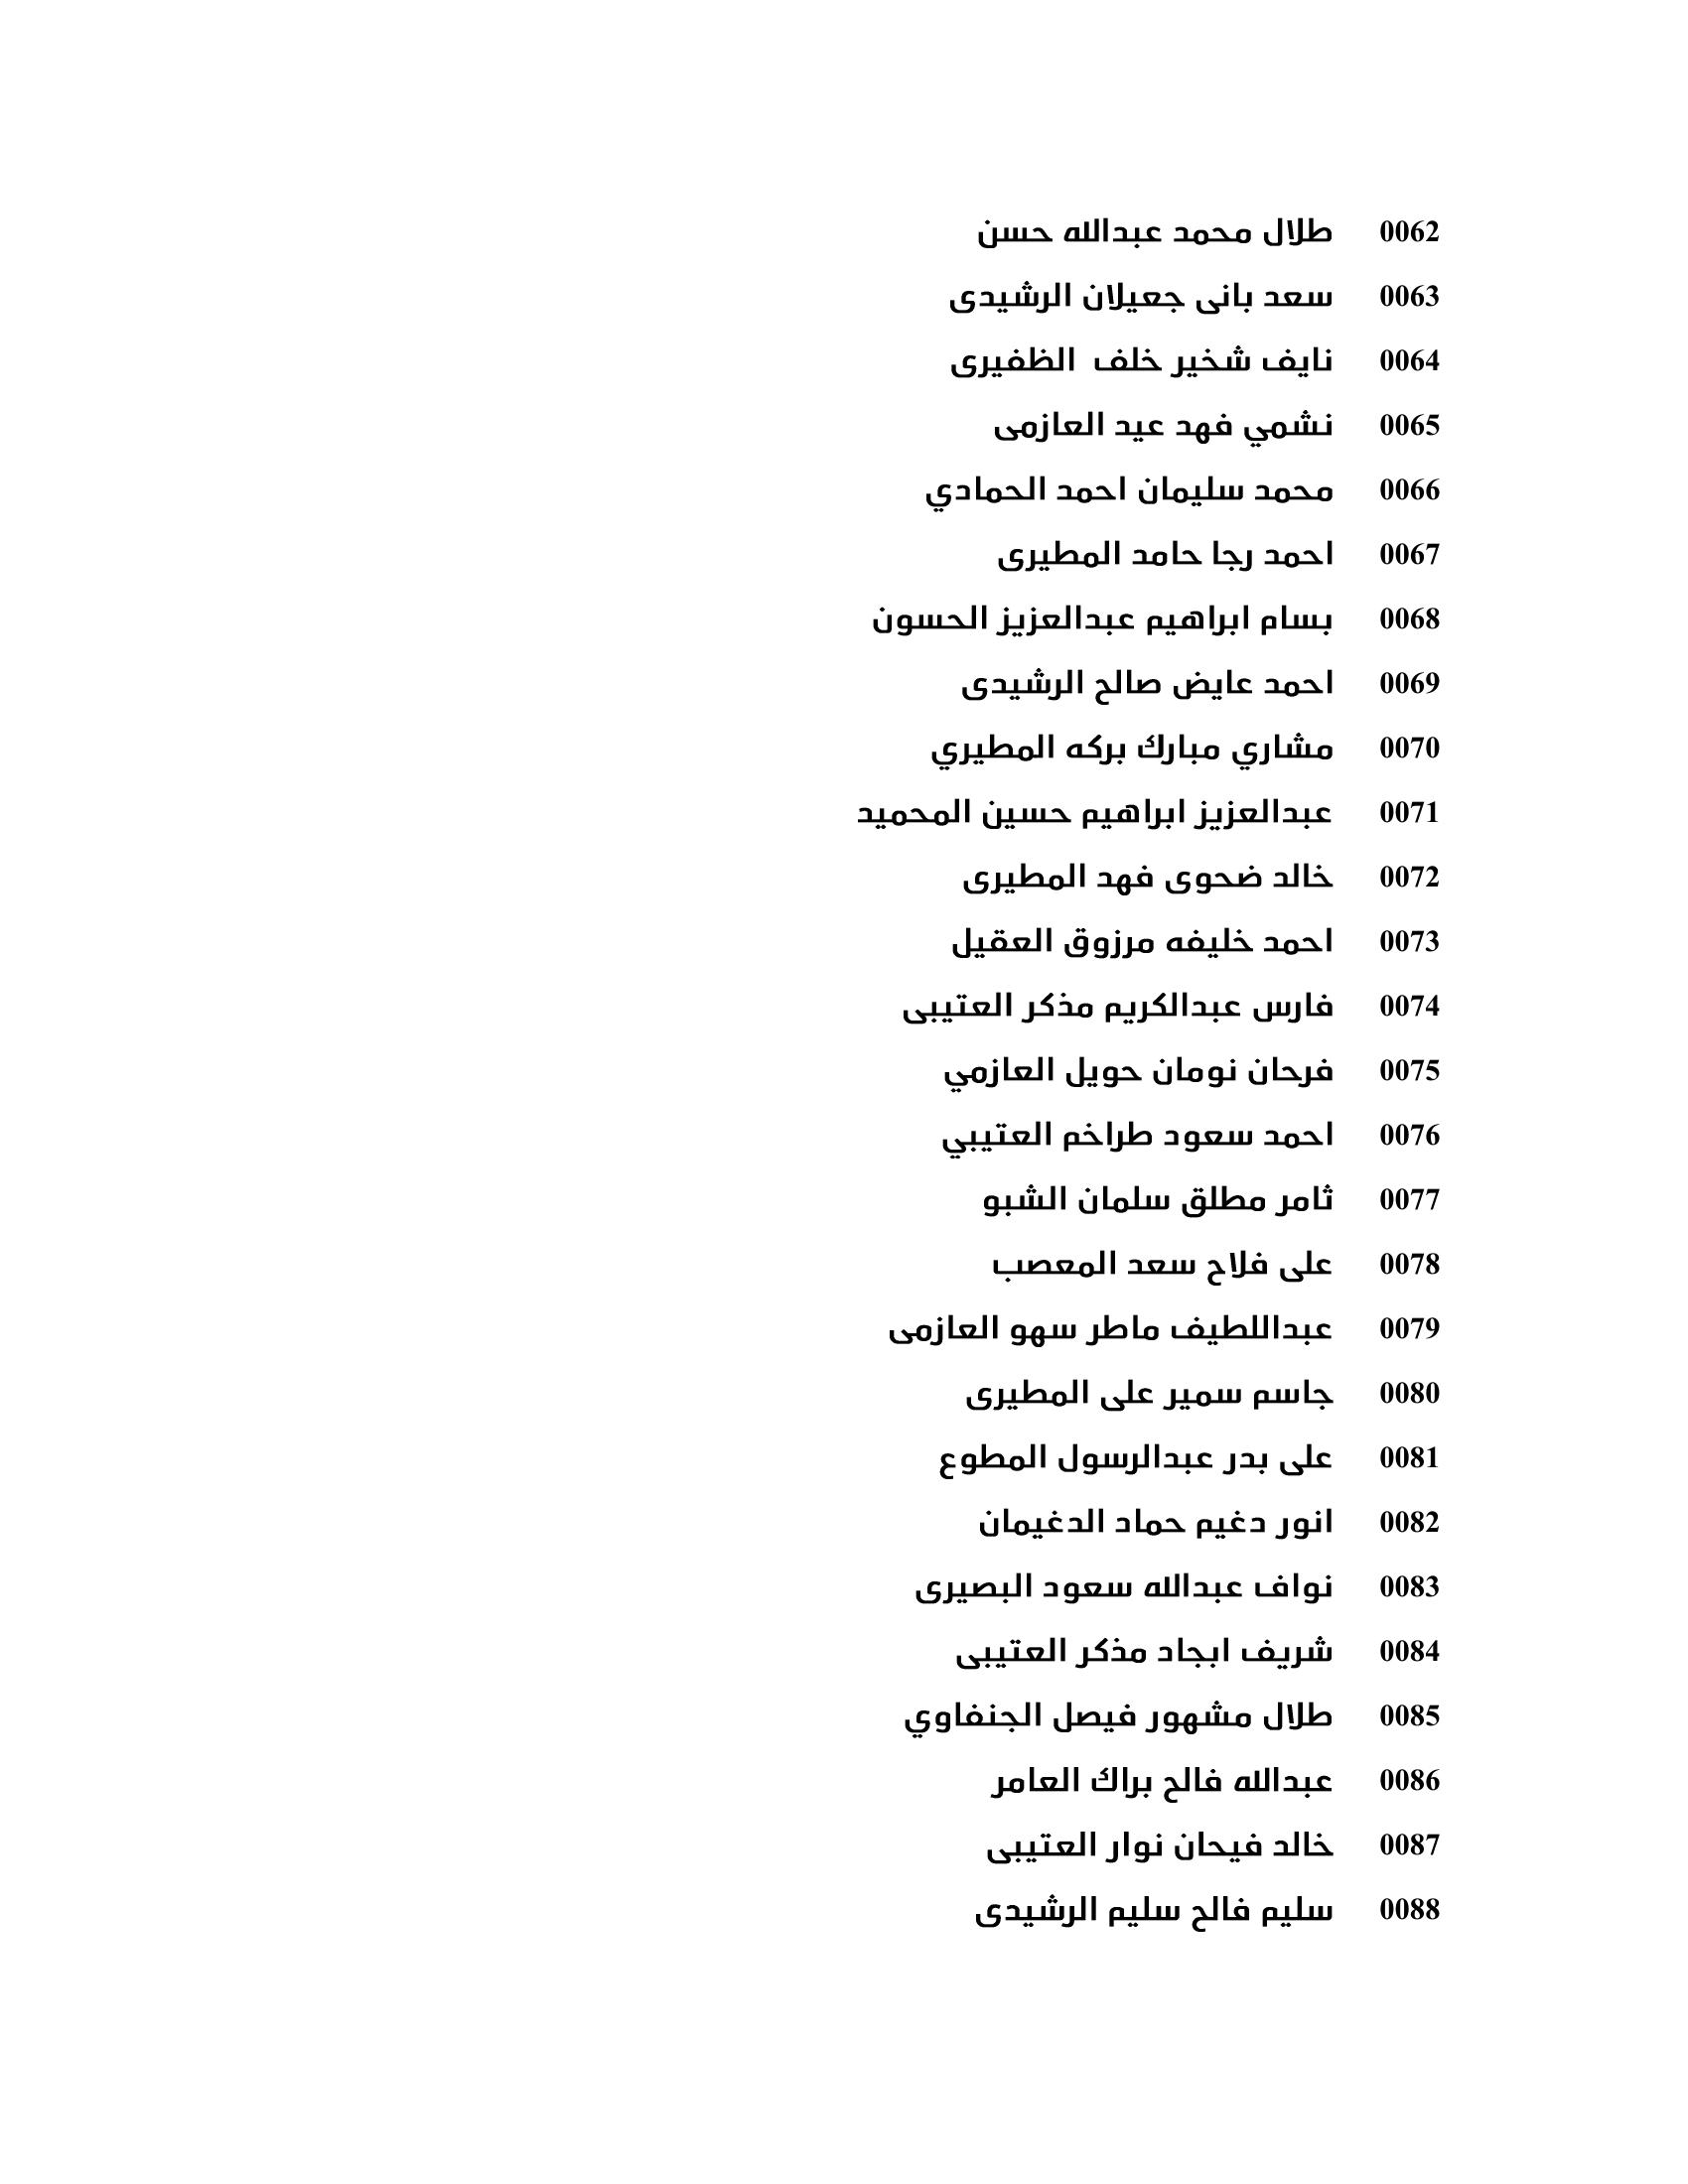 0062 طلال محمد عبدالله حسن
0063 سعد بانى جعيلان الرشيدى
0064 نايف شخير خلف  الظفيرى
0065 نشمي فهد عيد العازمى
0066 محمد سليمان احمد الحمادي
0067 احمد رجا حامد المطيرى
0068 بسام ابراهيم عبدالعزيز الحسون
0069 احمد عايض صالح الرشيدى
0070 مشاري مبارك بركه المطيري
0071 عبدالعزيز ابراهيم حسين المحميد
0072 خالد ضحوى فهد المطيرى
0073 احمد خليفه مرزوق العقيل
0074 فارس عبدالكريم مذكر العتيبى
0075 فرحان نومان حويل العازمي
0076 احمد سعود طراخم العتيبي
0077 ثامر مطلق سلمان الشبو
0078 على فلاح سعد المعصب
0079 عبداللطيف ماطر سهو العازمى
0080 جاسم سمير على المطيرى
0081 على بدر عبدالرسول المطوع
0082 انور دغيم حماد الدغيمان
0083 نواف عبدالله سعود البصيرى
0084 شريف ابجاد مذكر العتيبى
0085 طلال مشهور فيصل الجنفاوي
0086 عبدالله فالح براك العامر
0087 خالد فيحان نوار العتيبى
0088 سليم فالح سليم الرشيدى